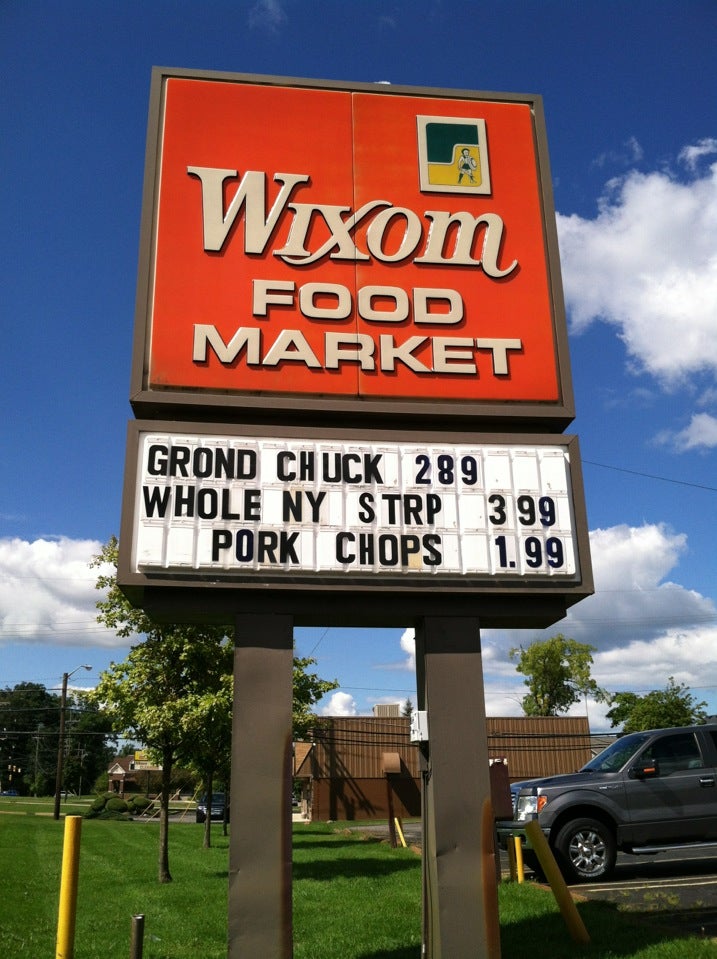 Wixom
FOOD
MARKET
GROND CHUCK 289
WHOLE NY STRP 399
PORK CHOPS 1.99